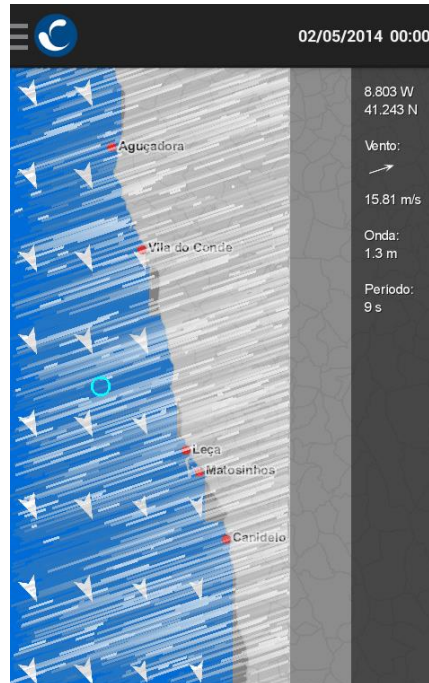 02/05/2014 00:00
8.803 W
41.243 N
Vento:
15.81 m/s
Onda:
1.3 m
Periodo:
9 s
Aguçadora
Vila do Conde
Leça
Matosinhos
Canidelo